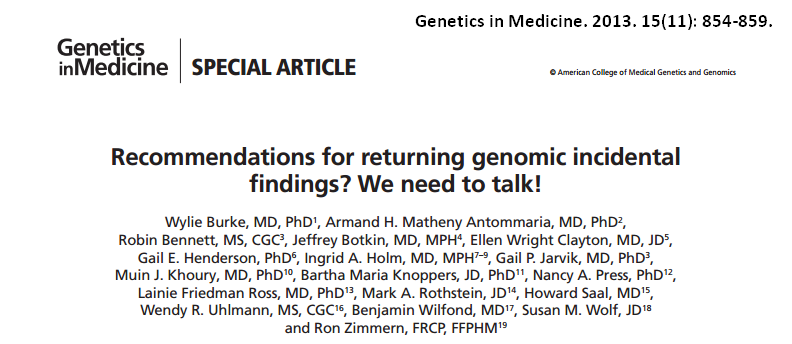 Genetics in Medicine. 2013. 15(11): 854-859.
Genetics
inMedicine
SPECIAL ARTICLE
© American College of Medical Genetics and Genomics
Recommendations for returning genomic incidental
findings? We need to talk!
Wylie Burke, MD, PhD¹, Armand H. Matheny Antommaria, MD, PhD²,
Robin Bennett, MS, CGC³, Jeffrey Botkin, MD, MPH⁴, Ellen Wright Clayton, MD, JD⁵,
Gail E. Henderson, PhD⁶, Ingrid A. Holm, MD, MPH⁷⁻⁹, Gail P. Jarvik, MD, PhD³,
Muin J. Khoury, MD, PhD¹⁰, Bartha Maria Knoppers, JD, PhD¹¹, Nancy A. Press, PhD¹²,
Lainie Friedman Ross, MD, PhD¹³, Mark A. Rothstein, JD¹⁴, Howard Saal, MD¹⁵,
Wendy R. Uhlmann, MS, CGC¹⁶, Benjamin Wilfond, MD¹⁷, Susan M. Wolf, JD¹⁸
and Ron Zimmern, FRCP, FFPHM¹⁹